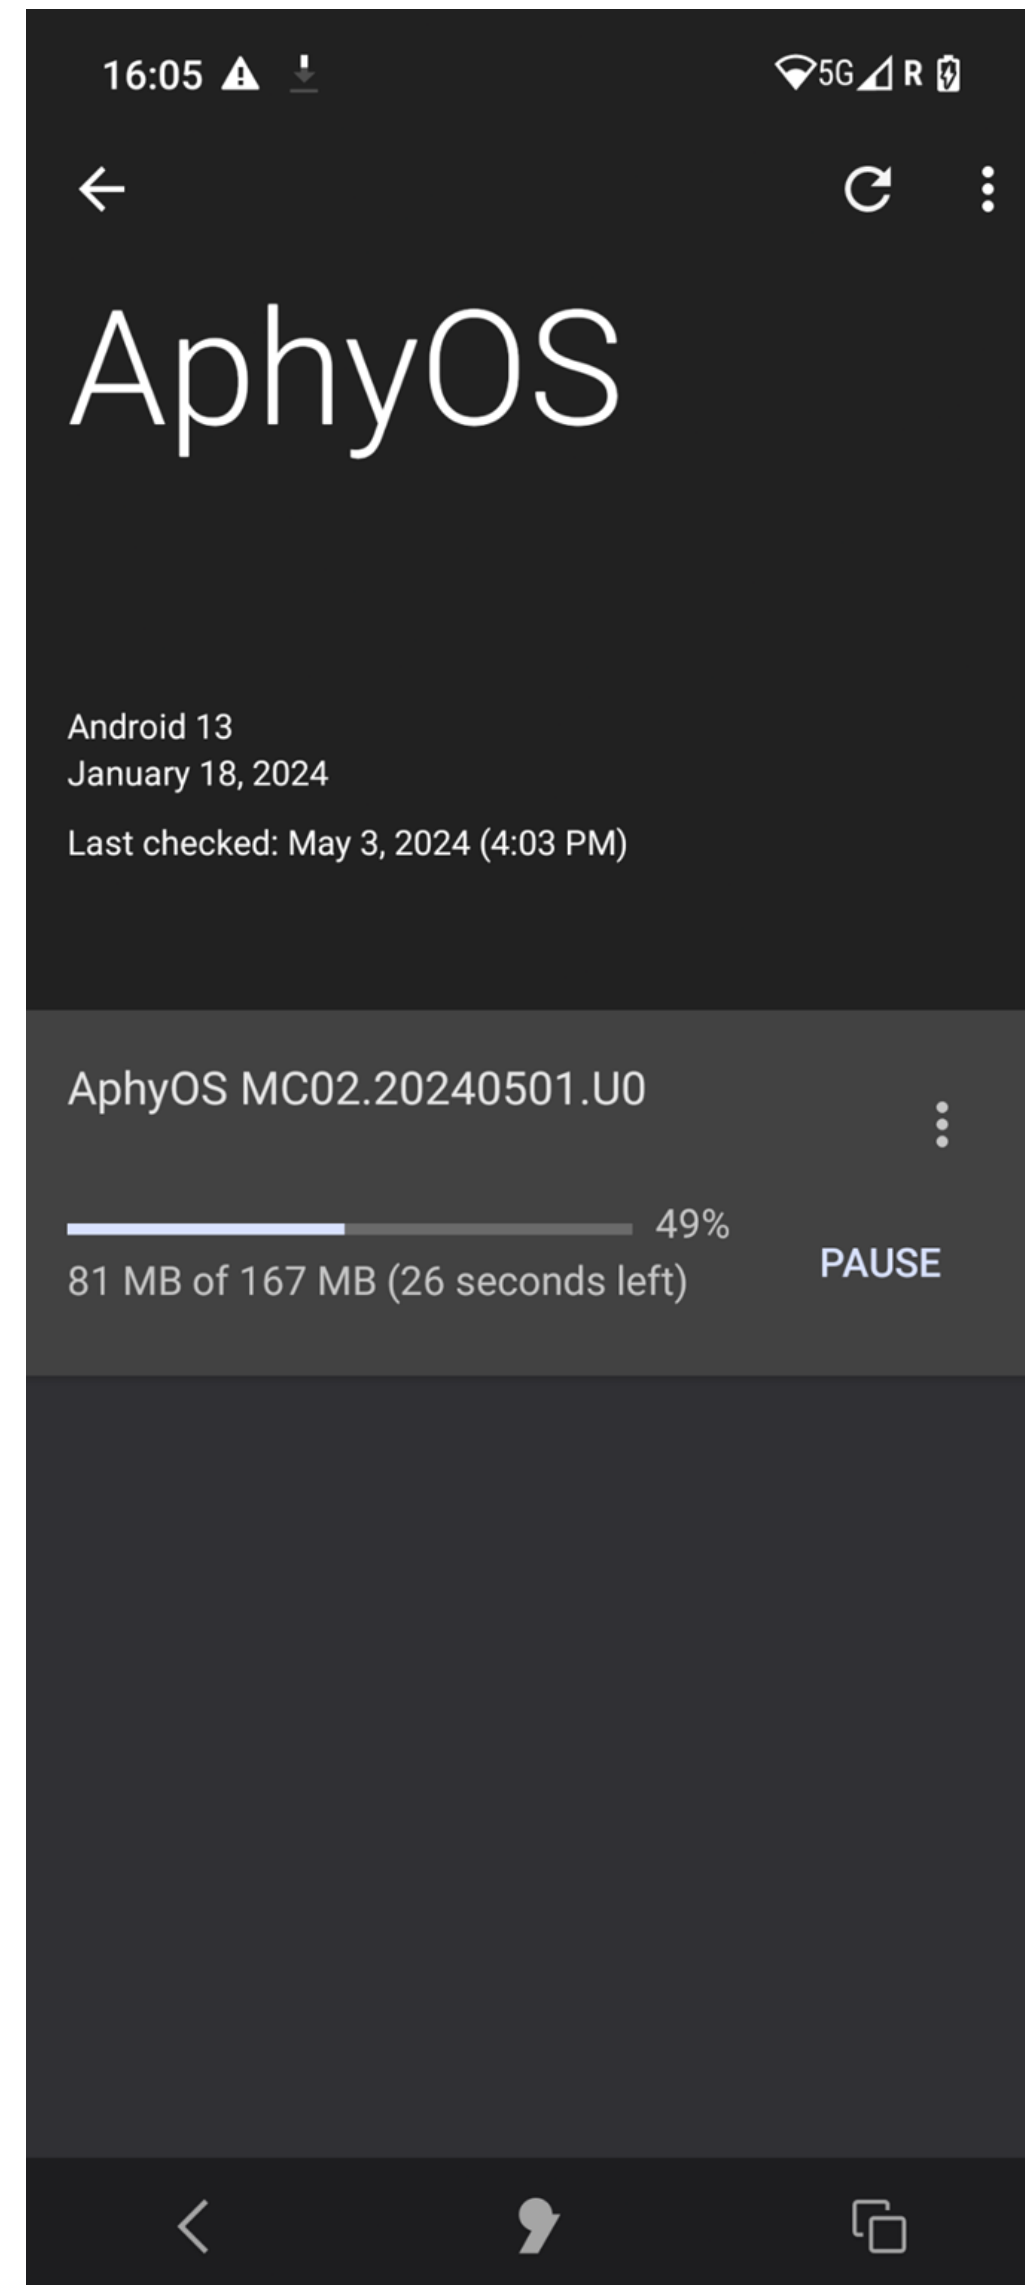 16:05
5G R
AphyOS
Android 13
January 18, 2024
Last checked: May 3, 2024 (4:03 PM)
AphyOS MC02.20240501.U0
49%
81 MB of 167 MB (26 seconds left)
PAUSE